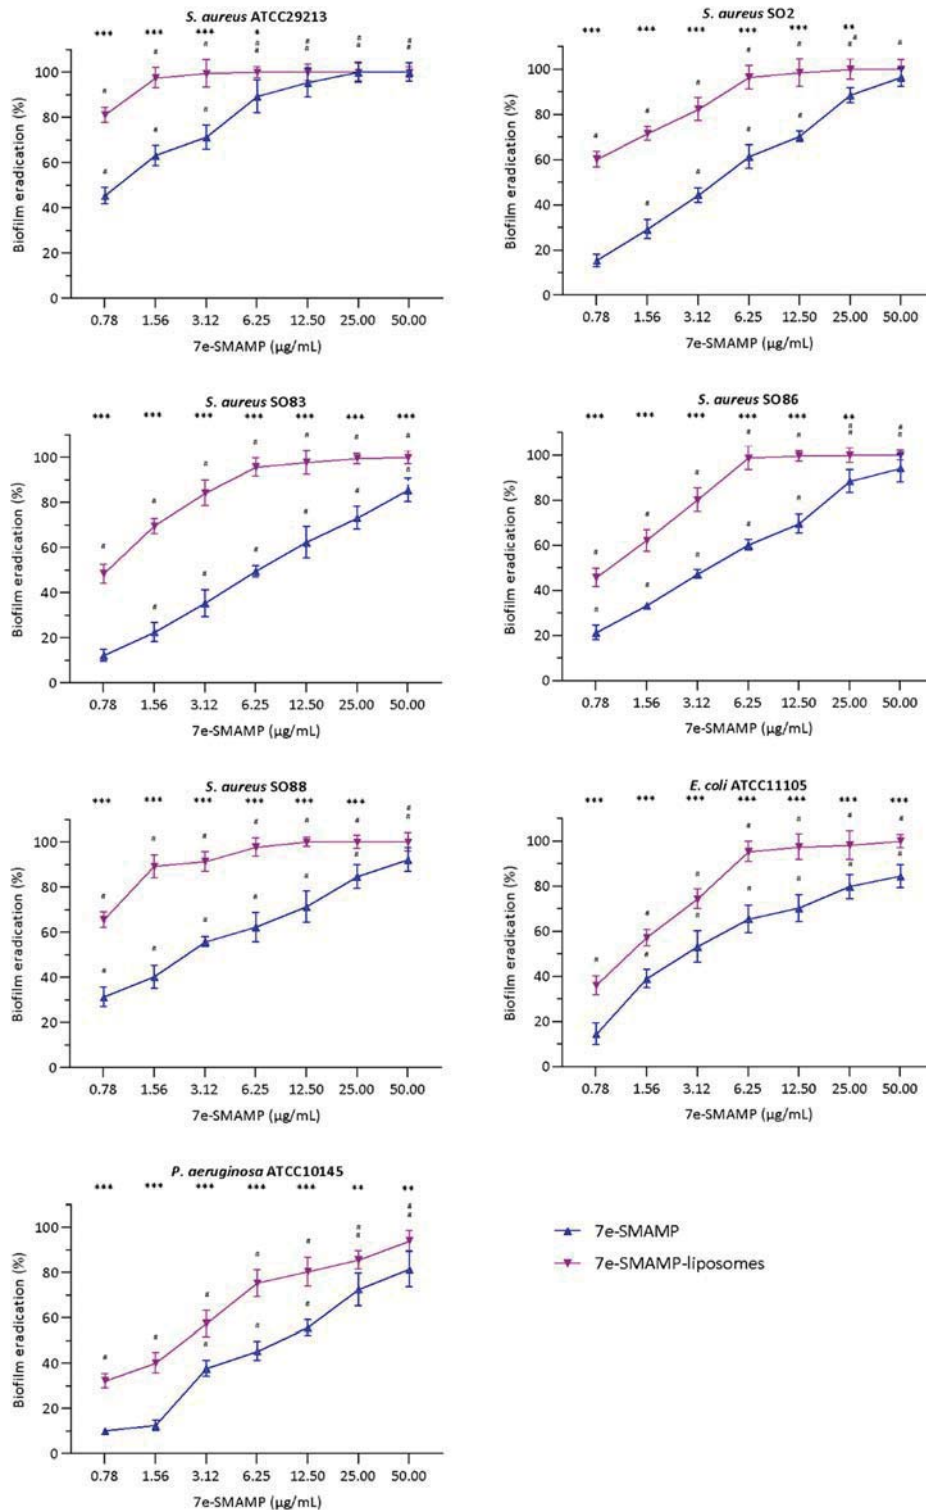 S. aureus ATCC29213
*** *** *** *
100
80
60
40
20
0
Biofilm eradication (%)
0.78 1.56 3.12 6.25 12.50 25.00 50.00
7e-SMAMP (µg/mL)
S. aureus SO2
*** *** *** *** *** **
100
80
60
40
20
0
Biofilm eradication (%)
0.78 1.56 3.12 6.25 12.50 25.00 50.00
7e-SMAMP (µg/mL)
S. aureus SO83
*** *** *** *** *** *** ***
100
80
60
40
20
0
Biofilm eradication (%)
0.78 1.56 3.12 6.25 12.50 25.00 50.00
7e-SMAMP (µg/mL)
S. aureus SO86
*** *** *** *** *** **
100
80
60
40
20
0
Biofilm eradication (%)
0.78 1.56 3.12 6.25 12.50 25.00 50.00
7e-SMAMP (µg/mL)
S. aureus SO88
*** *** *** *** *** ***
100
80
60
40
20
0
Biofilm eradication (%)
0.78 1.56 3.12 6.25 12.50 25.00 50.00
7e-SMAMP (µg/mL)
E. coli ATCC11105
*** *** *** *** *** *** ***
100
80
60
40
20
0
Biofilm eradication (%)
0.78 1.56 3.12 6.25 12.50 25.00 50.00
7e-SMAMP (µg/mL)
P. aeruginosa ATCC10145
*** *** *** *** *** ** **
100
80
60
40
20
0
Biofilm eradication (%)
0.78 1.56 3.12 6.25 12.50 25.00 50.00
7e-SMAMP (µg/mL)
7e-SMAMP
7e-SMAMP-liposomes